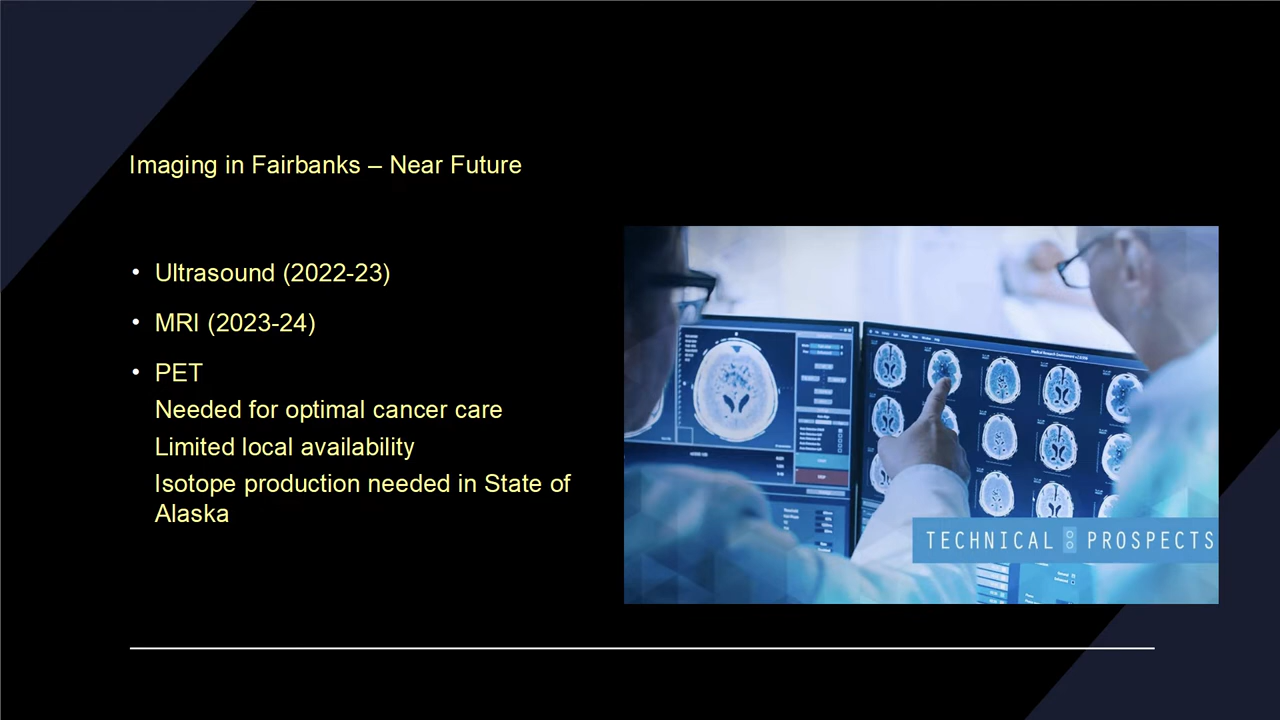 Imaging in Fairbanks – Near Future
• Ultrasound (2022-23)
• MRI (2023-24)
• PET
Needed for optimal cancer care
Limited local availability
Isotope production needed in State of
Alaska
TECHNICAL PROSPECTS